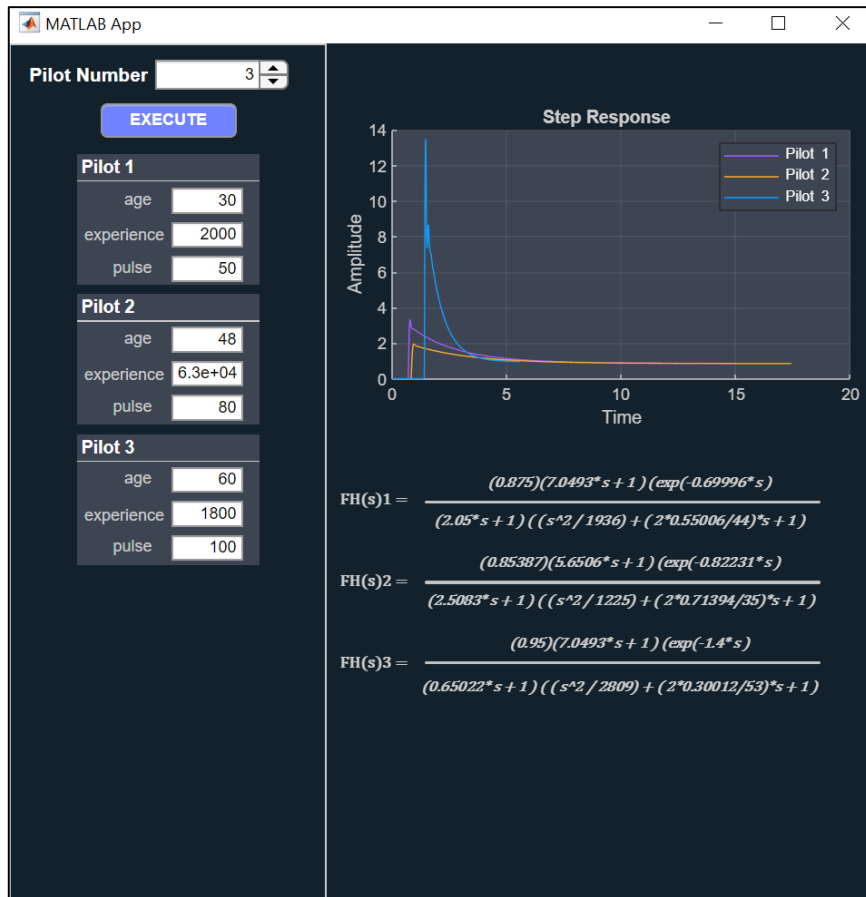 MATLAB App
Pilot Number 3
EXECUTE
Pilot 1
age 30
experience 2000
pulse 50
Pilot 2
age 48
experience 6.3e+04
pulse 80
Pilot 3
age 60
experience 1800
pulse 100
Step Response
14
12
10
8
6
4
2
0
Amplitude
0 5 10 15 20
Time
Pilot 1
Pilot 2
Pilot 3
(0.875)(7.0493*s+1)(exp(-0.69996*s)
FH(s)1=
(2.05*s+1)((s^2/1936)+(2*0.55006/44)*s+1)
(0.85387)(5.6506*s+1)(exp(-0.82231*s)
FH(s)2=
(2.5083*s+1)((s^2/1225)+(2*0.71394/35)*s+1)
(0.95)(7.0493*s+1)(exp(-1.4*s)
FH(s)3=
(0.65022*s+1)((s^2/2809)+(2*0.30012/53)*s+1)